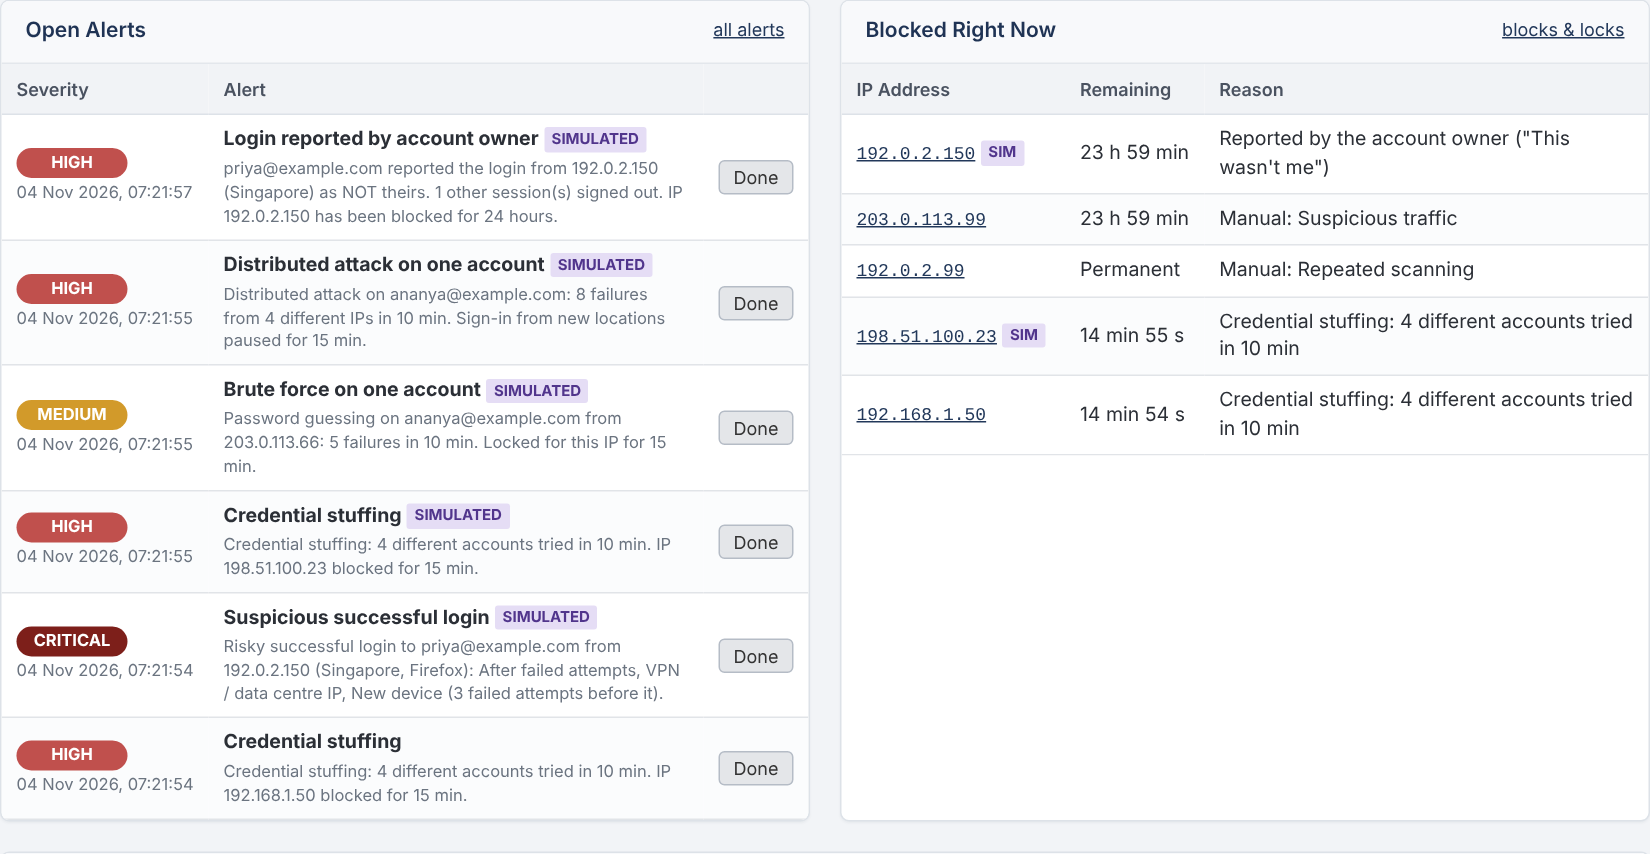 Open Alerts all alerts
Severity Alert
HIGH
04 Nov 2026, 07:21:57
Login reported by account owner SIMULATED
priya@example.com reported the login from 192.0.2.150
(Singapore) as NOT theirs. 1 other session(s) signed out. IP
192.0.2.150 has been blocked for 24 hours.
Done
HIGH
04 Nov 2026, 07:21:55
Distributed attack on one account SIMULATED
Distributed attack on ananya@example.com: 8 failures
from 4 different IPs in 10 min. Sign-in from new locations
paused for 15 min.
Done
MEDIUM
04 Nov 2026, 07:21:55
Brute force on one account SIMULATED
Password guessing on ananya@example.com from
203.0.113.66: 5 failures in 10 min. Locked for this IP for 15
min.
Done
HIGH
04 Nov 2026, 07:21:55
Credential stuffing SIMULATED
Credential stuffing: 4 different accounts tried in 10 min. IP
198.51.100.23 blocked for 15 min.
Done
CRITICAL
04 Nov 2026, 07:21:54
Suspicious successful login SIMULATED
Risky successful login to priya@example.com from
192.0.2.150 (Singapore, Firefox): After failed attempts, VPN
/ data centre IP, New device (3 failed attempts before it).
Done
HIGH
04 Nov 2026, 07:21:54
Credential stuffing
Credential stuffing: 4 different accounts tried in 10 min. IP
192.168.1.50 blocked for 15 min.
Done
Blocked Right Now blocks & locks
IP Address Remaining Reason
192.0.2.150 SIM 23 h 59 min Reported by the account owner ("This
wasn't me")
203.0.113.99 23 h 59 min Manual: Suspicious traffic
192.0.2.99 Permanent Manual: Repeated scanning
198.51.100.23 SIM 14 min 55 s Credential stuffing: 4 different accounts tried
in 10 min
192.168.1.50 14 min 54 s Credential stuffing: 4 different accounts tried
in 10 min